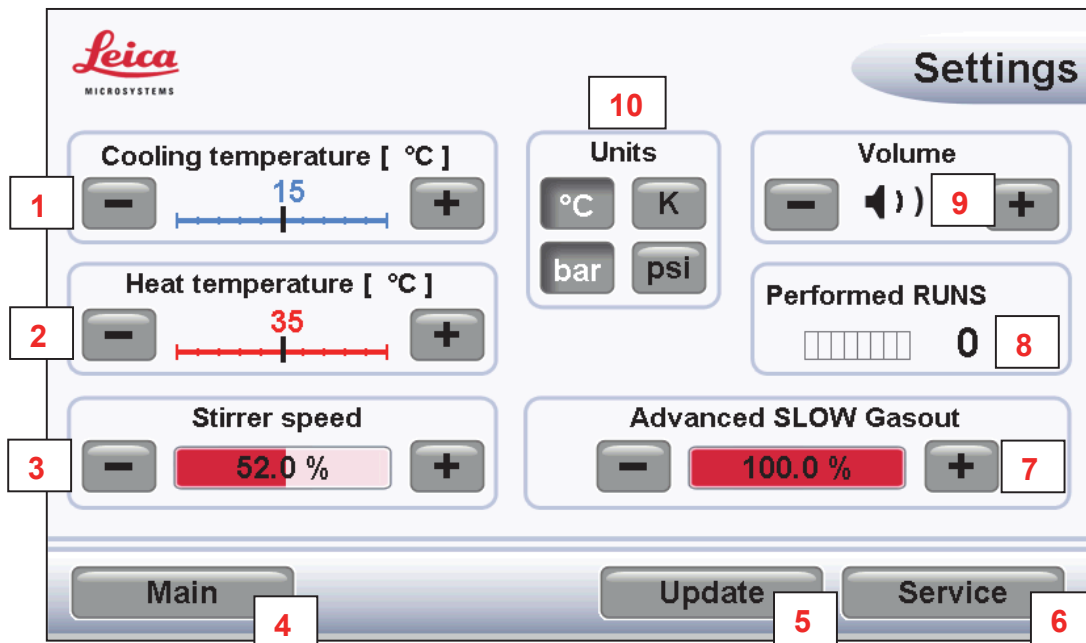 Leica
MICROSYSTEMS
Settings
10
Cooling temperature [ °C ]
1
−
15
+
Units
°C
K
bar
psi
Volume
−
9
+
Heat temperature [ °C ]
2
−
35
+
Performed RUNS
0
8
Stirrer speed
3
−
52.0 %
+
Advanced SLOW Gasout
−
100.0 %
+
7
Main
4
Update
5
Service
6